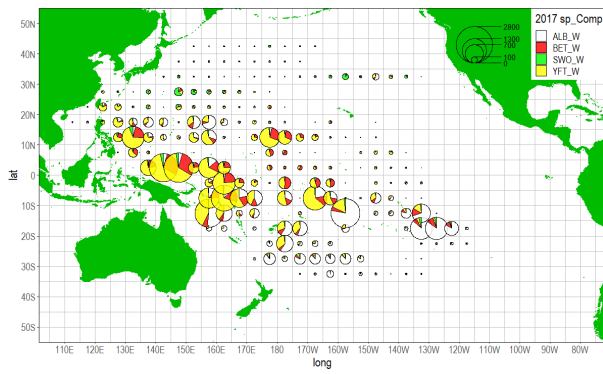 2017 sp_Comp
ALB_W
BET_W
SWO_W
YFT_W
2900
1300
700
100
0
50N
40N
30N
20N
10N
0
10S
20S
30S
40S
50S
lat
110E 120E 130E 140E 150E 160E 170E 180 170W 160W 150W 140W 130W 120W 110W 100W 90W 80W
long